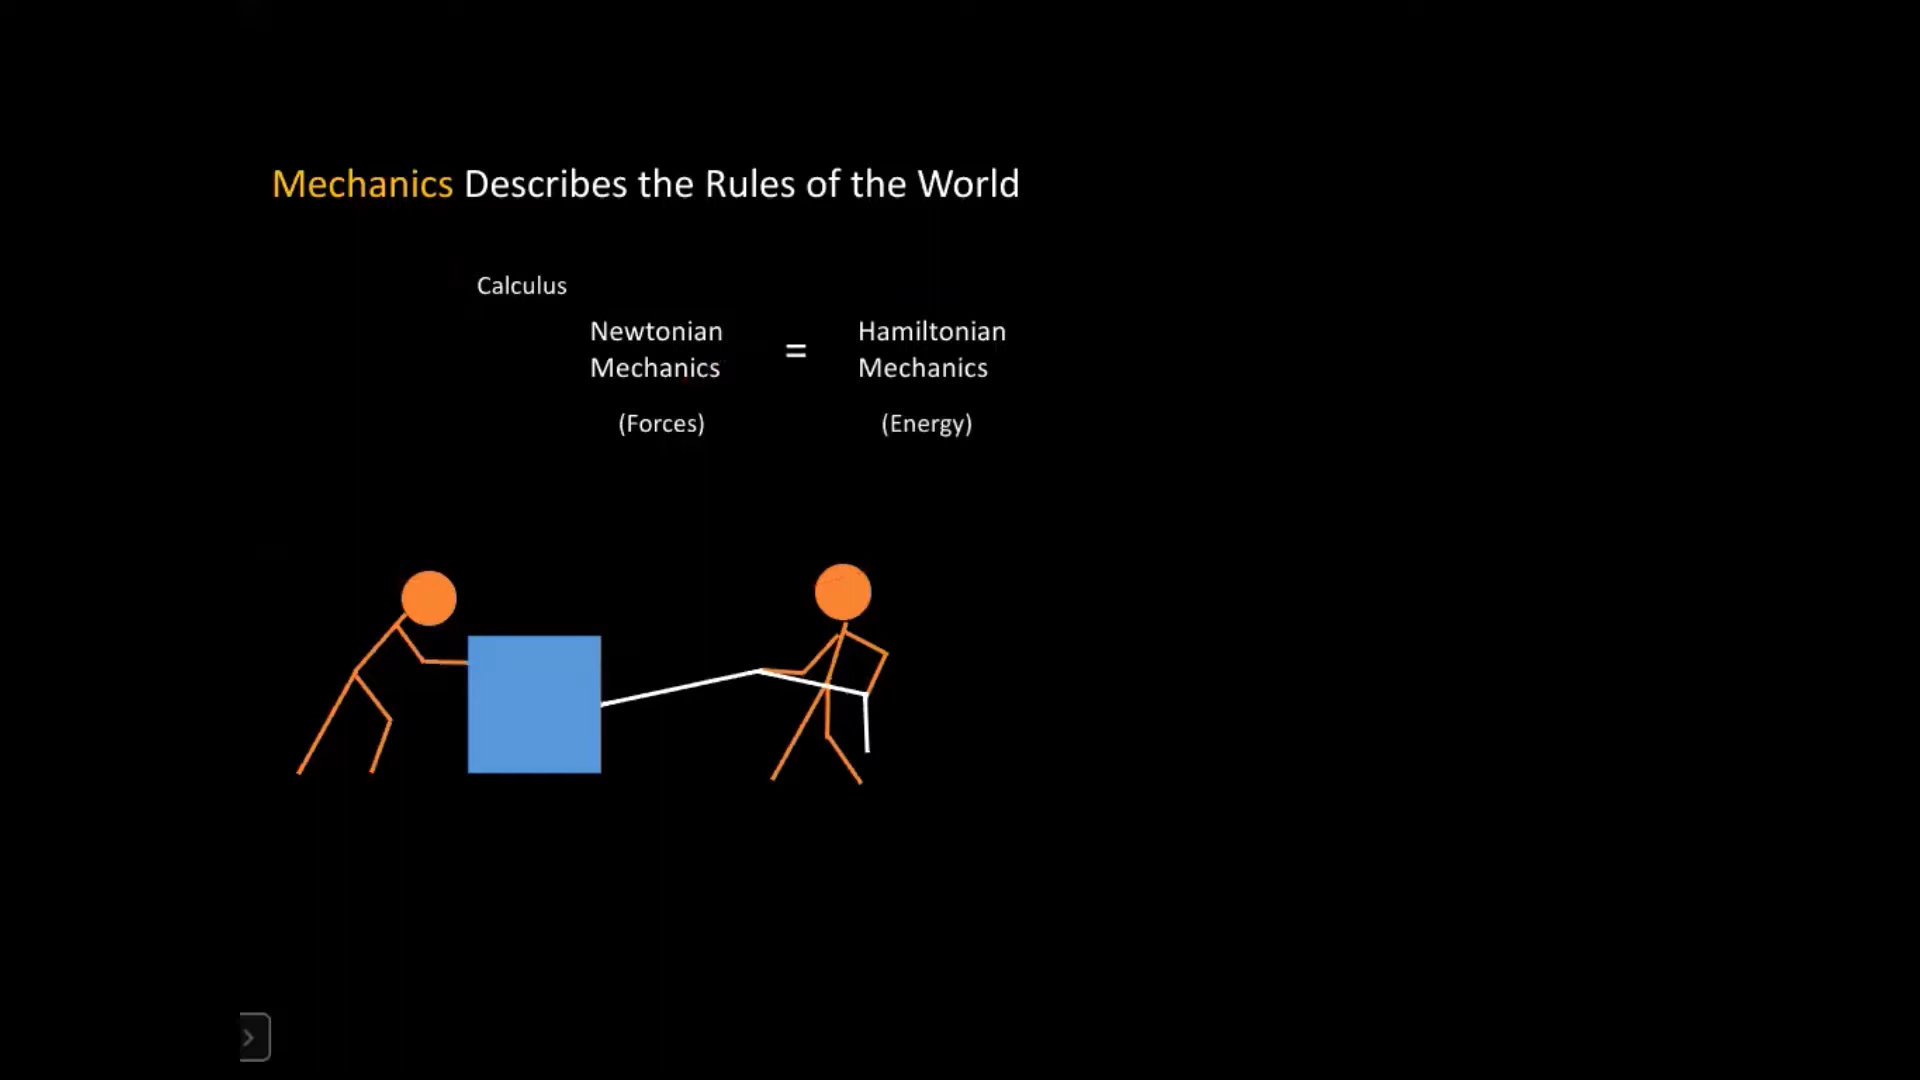 Mechanics Describes the Rules of the World
Calculus
Newtonian
Mechanics
=
Hamiltonian
Mechanics
(Forces)
(Energy)